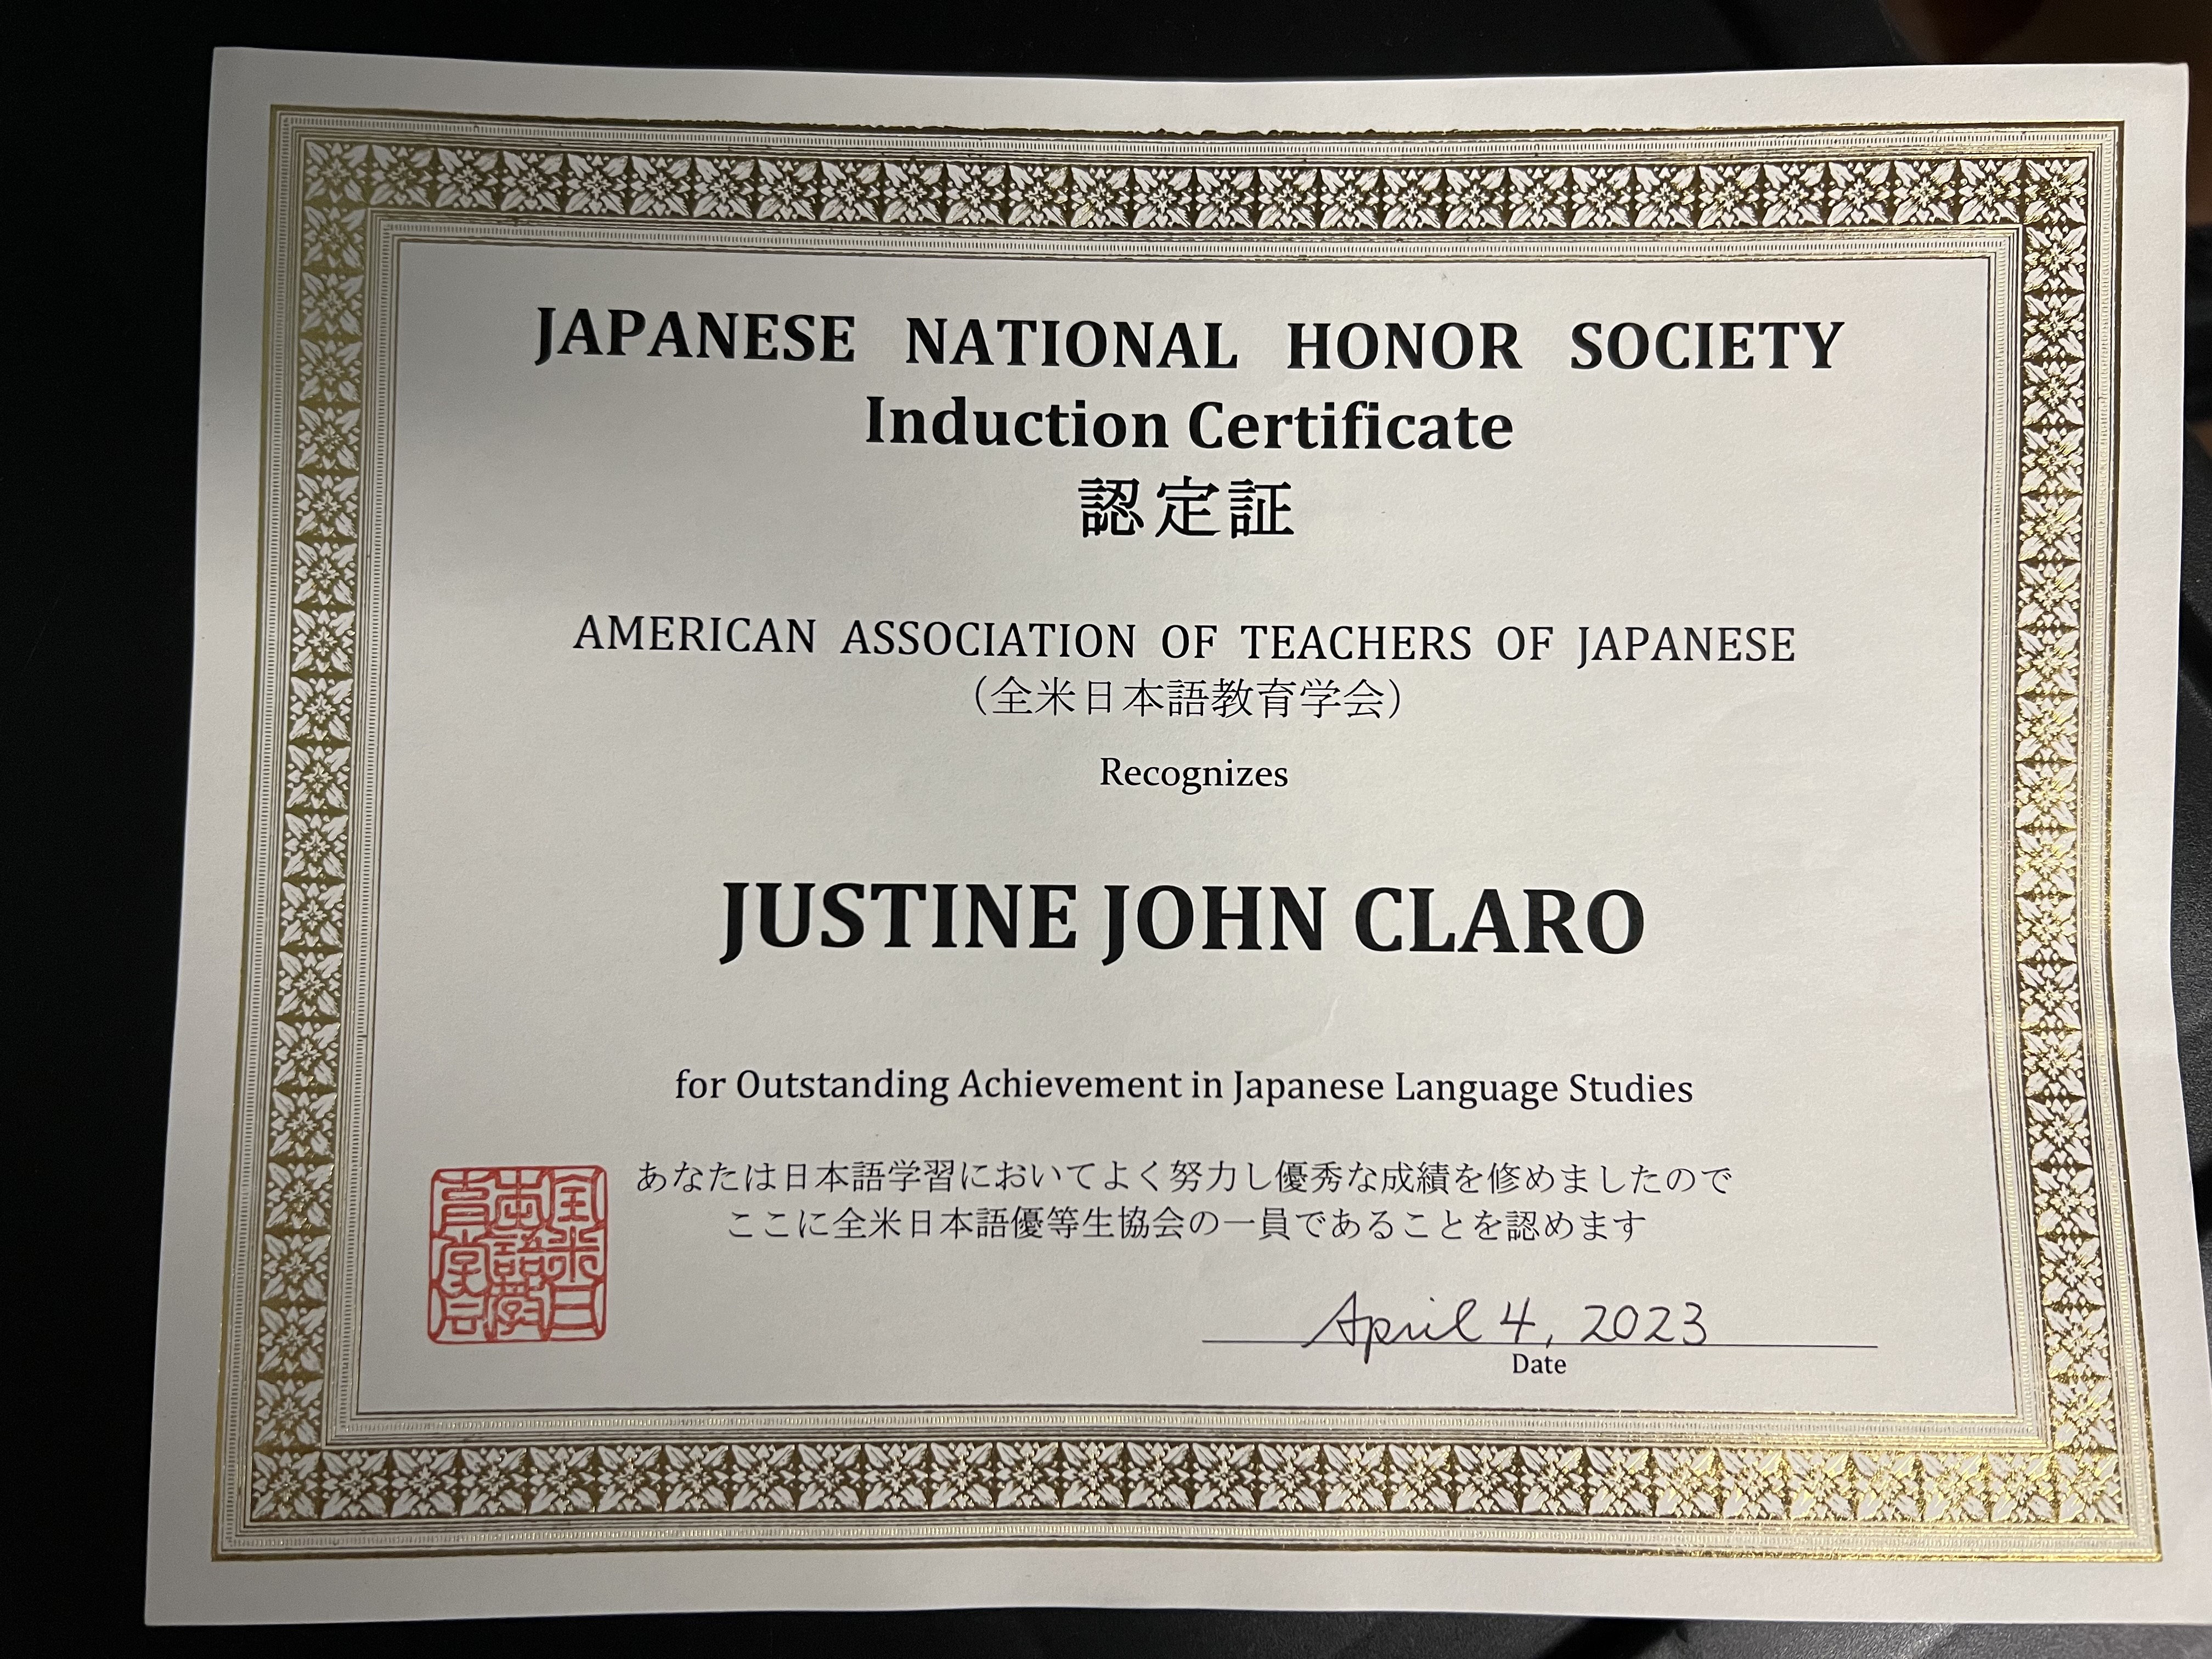 JAPANESE NATIONAL HONOR SOCIETY
Induction Certificate
認定証
AMERICAN ASSOCIATION OF TEACHERS OF JAPANESE
（全米日本語教育学会）
Recognizes
JUSTINE JOHN CLARO
for Outstanding Achievement in Japanese Language Studies
あなたは日本語学習においてよく努力し優秀な成績を修めましたので
ここに全米日本語優等生協会の一員であることを認めます
全米日
本語教
育学会
April 4, 2023
Date